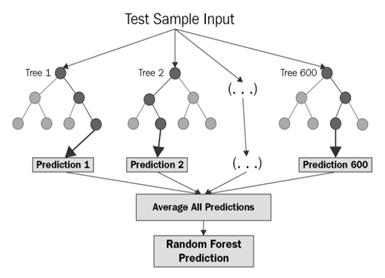 Test Sample Input
Tree 1
Tree 2
(. . .)
Tree 600
Prediction 1
Prediction 2
(. . .)
Prediction 600
Average All Predictions
Random Forest
Prediction